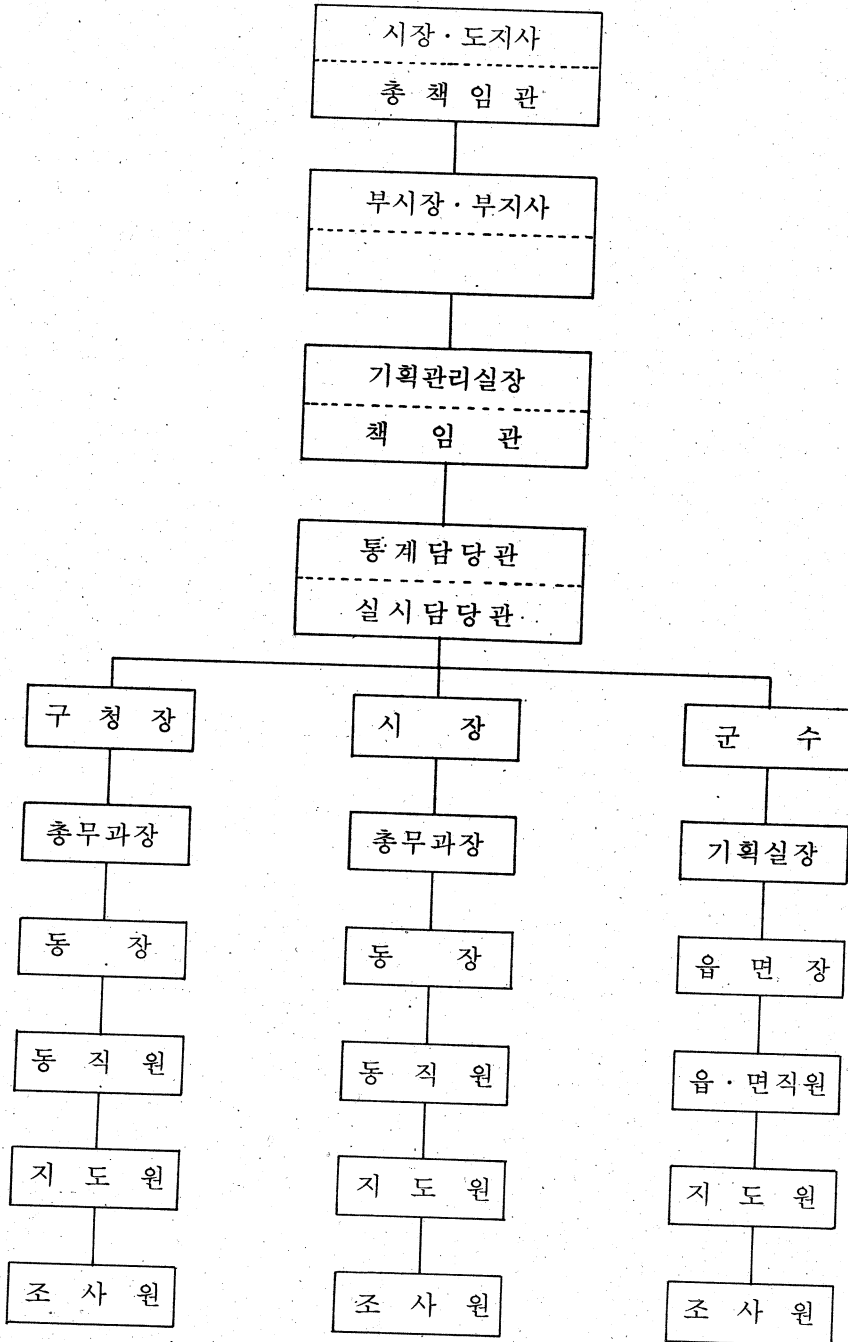 시장·도지사
총 책 임 관
부시장·부지사
기획관리실장
책 임 관
통계담당관
실시담당관
구 청 장
시 장
군 수
총무과장
총무과장
기획실장
동 장
동 장
읍 면 장
동 직 원
동 직 원
읍·면직원
지 도 원
지 도 원
지 도 원
조 사 원
조 사 원
조 사 원